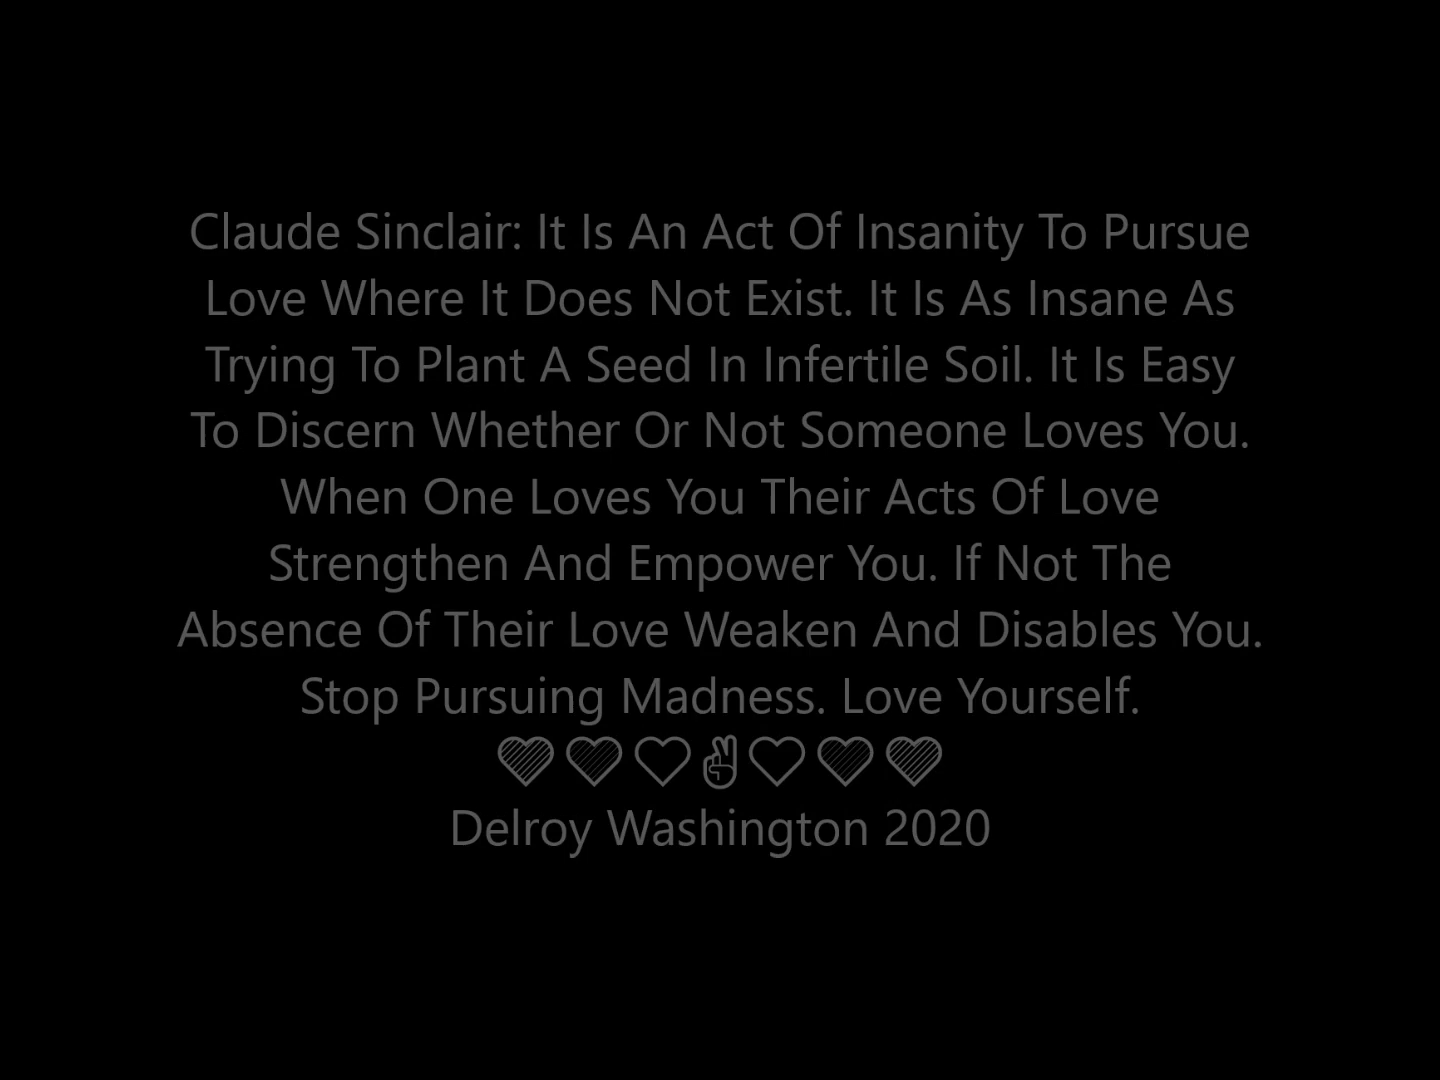 Claude Sinclair: It Is An Act Of Insanity To Pursue
Love Where It Does Not Exist. It Is As Insane As
Trying To Plant A Seed In Infertile Soil. It Is Easy
To Discern Whether Or Not Someone Loves You.
When One Loves You Their Acts Of Love
Strengthen And Empower You. If Not The
Absence Of Their Love Weaken And Disables You.
Stop Pursuing Madness. Love Yourself.
Delroy Washington 2020